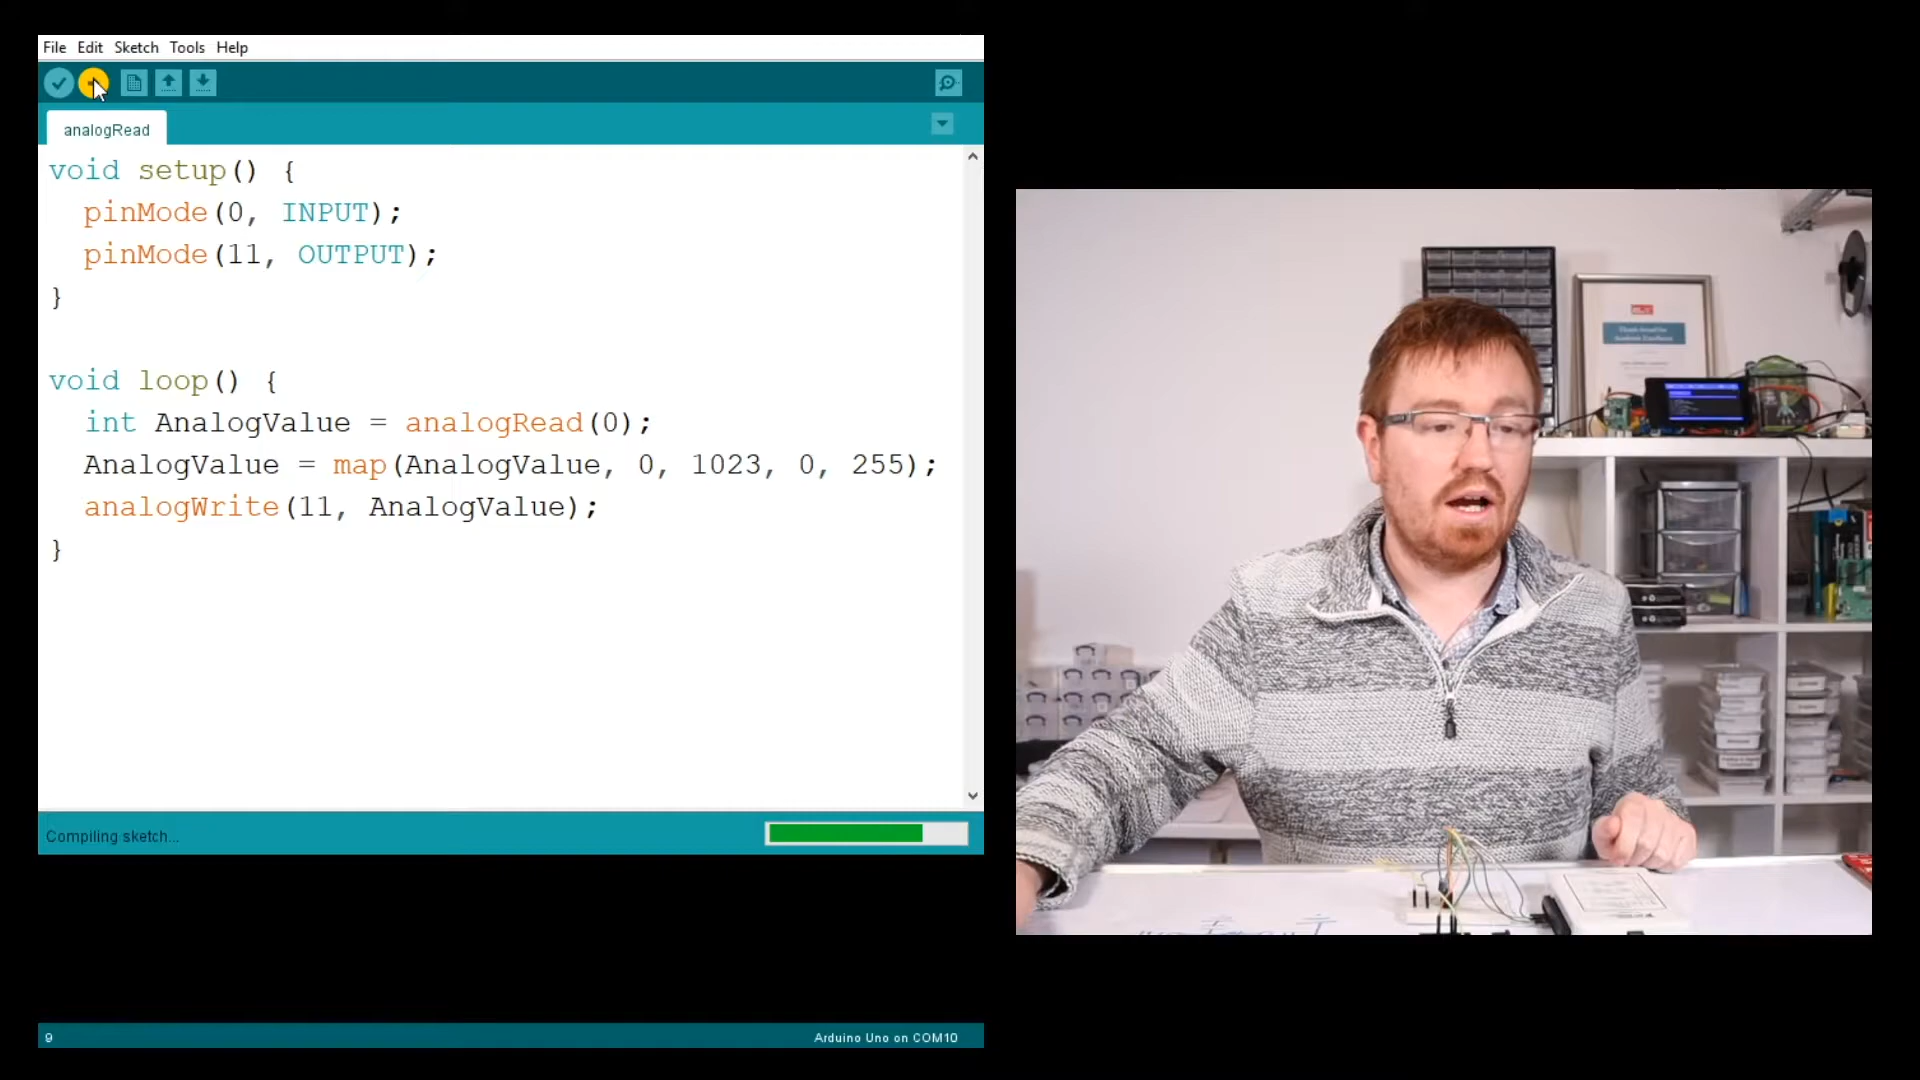 File Edit Sketch Tools Help
analogRead
void setup() {
pinMode(0, INPUT);
pinMode(11, OUTPUT);
}
void loop() {
int AnalogValue = analogRead(0);
AnalogValue = map(AnalogValue, 0, 1023, 0, 255);
analogWrite(11, AnalogValue);
}
Compiling sketch...
9
Arduino Uno on COM10